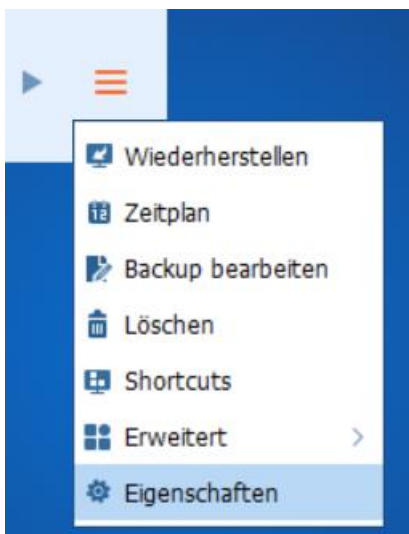 Wiederherstellen
Zeitplan
Backup bearbeiten
Löschen
Shortcuts
Erweitert
Eigenschaften